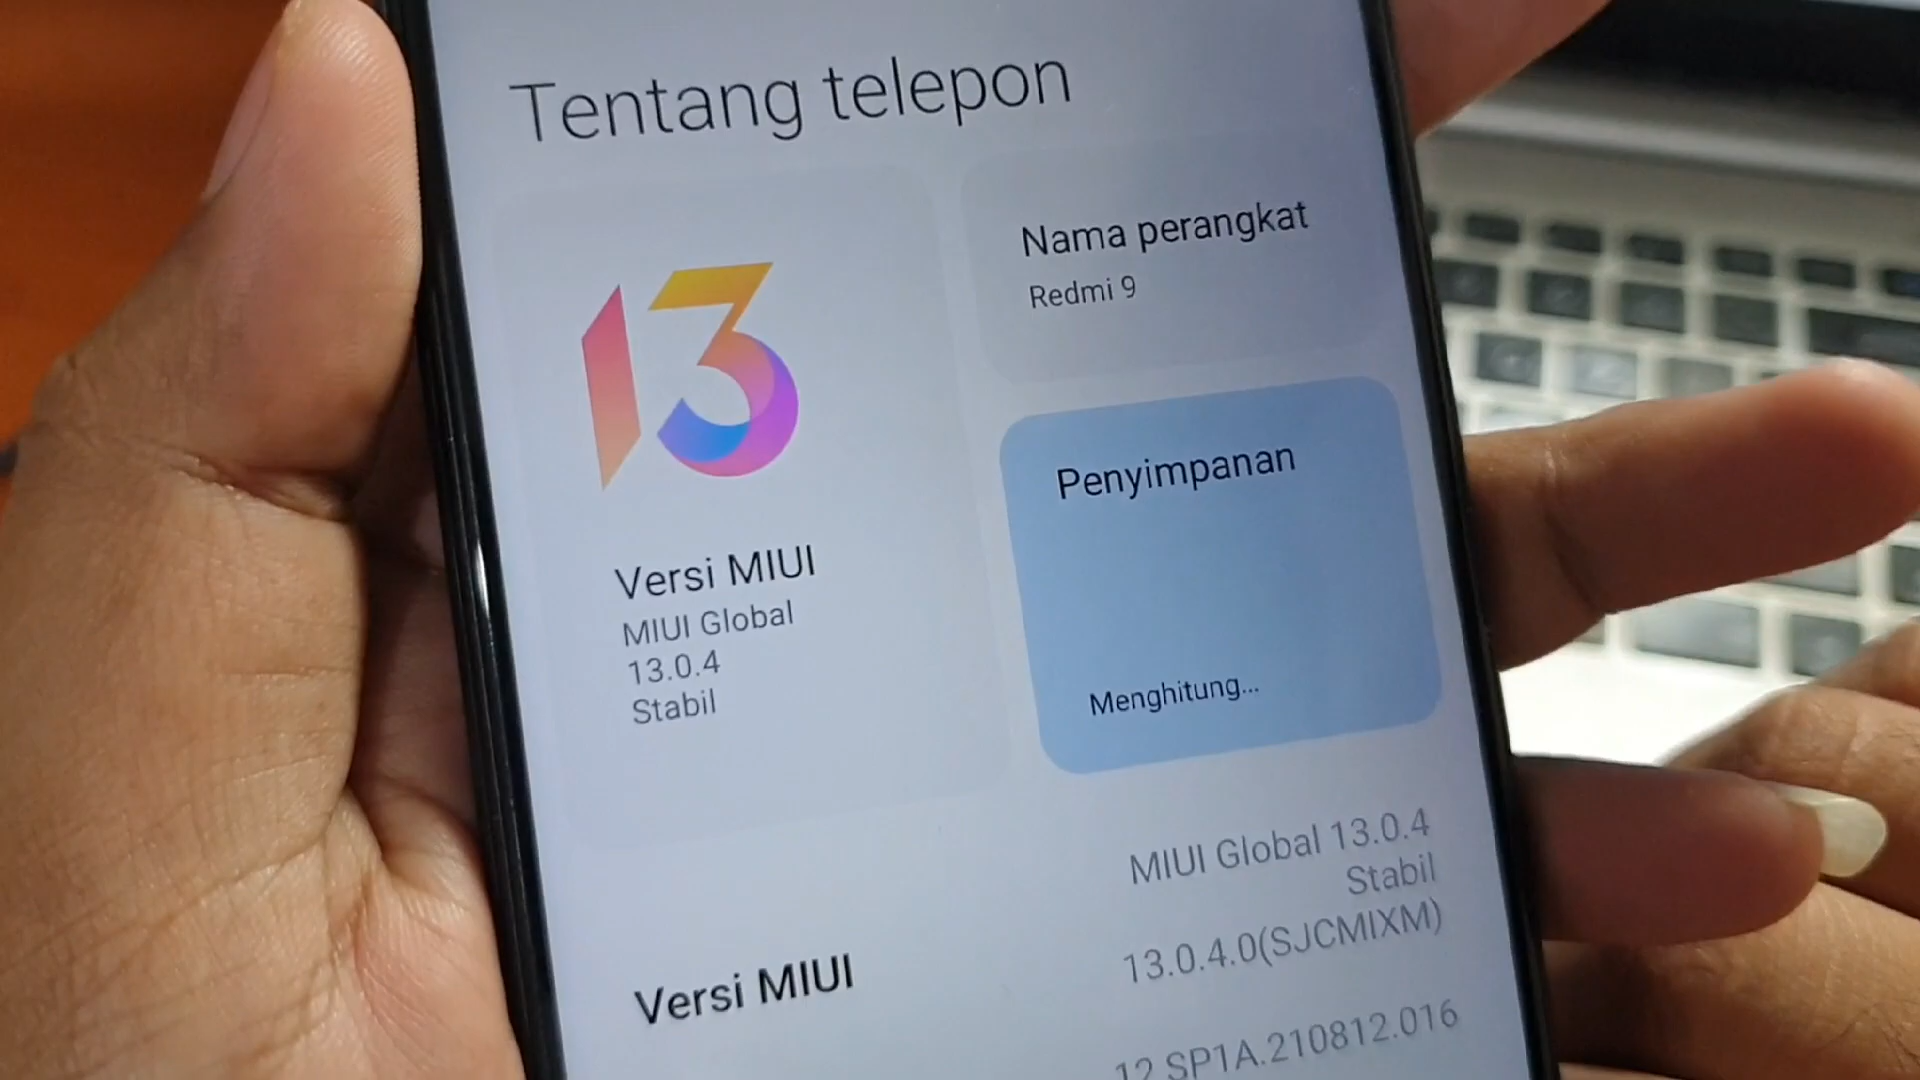 Tentang telepon
13
Versi MIUI
MIUI Global
13.0.4
Stabil
Nama perangkat
Redmi 9
Penyimpanan
Menghitung...
Versi MIUI
MIUI Global 13.0.4
Stabil
13.0.4.0(SJCMIXM)
12 SP1A.210812.016